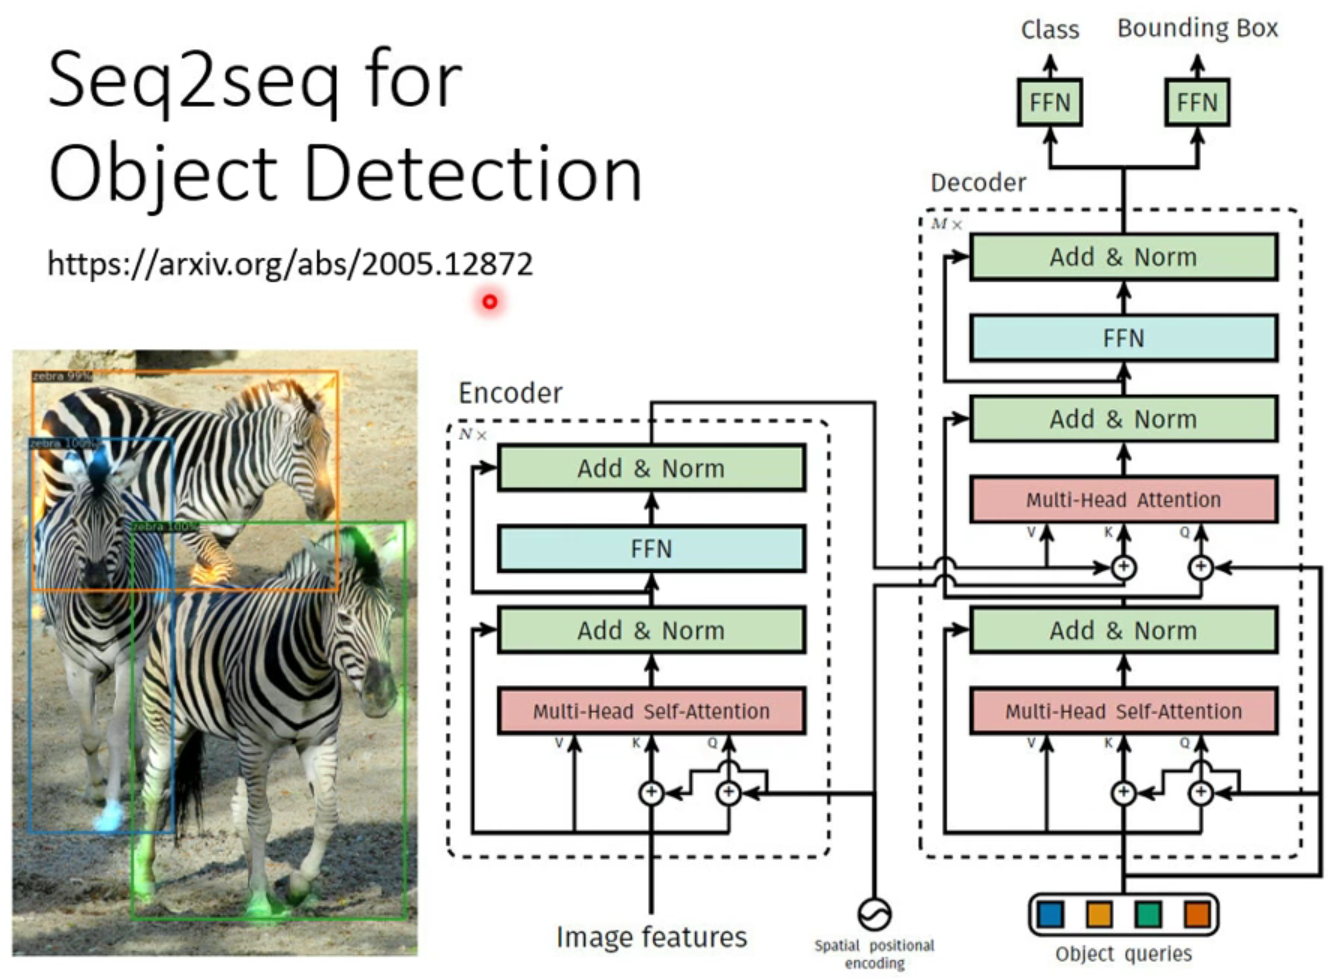 Seq2seq for
Object Detection
https://arxiv.org/abs/2005.12872
zebra 99%
zebra 100%
zebra 100%
Encoder
N×
Add & Norm
FFN
Add & Norm
Multi-Head Self-Attention
V K Q
Image features
Spatial positional
encoding
Class Bounding Box
FFN FFN
Decoder
M×
Add & Norm
FFN
Add & Norm
Multi-Head Attention
V K Q
Add & Norm
Multi-Head Self-Attention
V K Q
Object queries